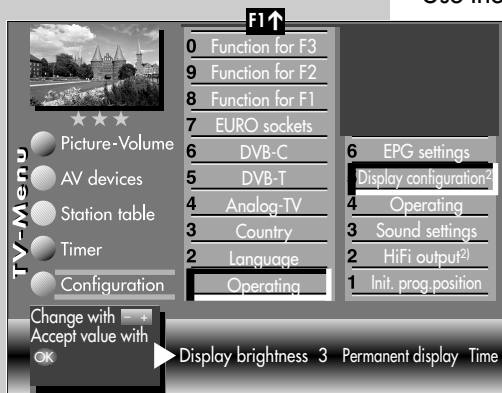 F1↑
TV-Menu
Picture-Volume
AV devices
Station table
Timer
Configuration
0 Function for F3
9 Function for F2
8 Function for F1
7 EURO sockets
6 DVB-C
5 DVB-T
4 Analog-TV
3 Country
2 Language
Operating
6 EPG settings
Display configuration2)
4 Operating
3 Sound settings
2 HiFi output2)
1 Init. prog.position
Change with - +
Accept value with
OK
Display brightness 3 Permanent display Time